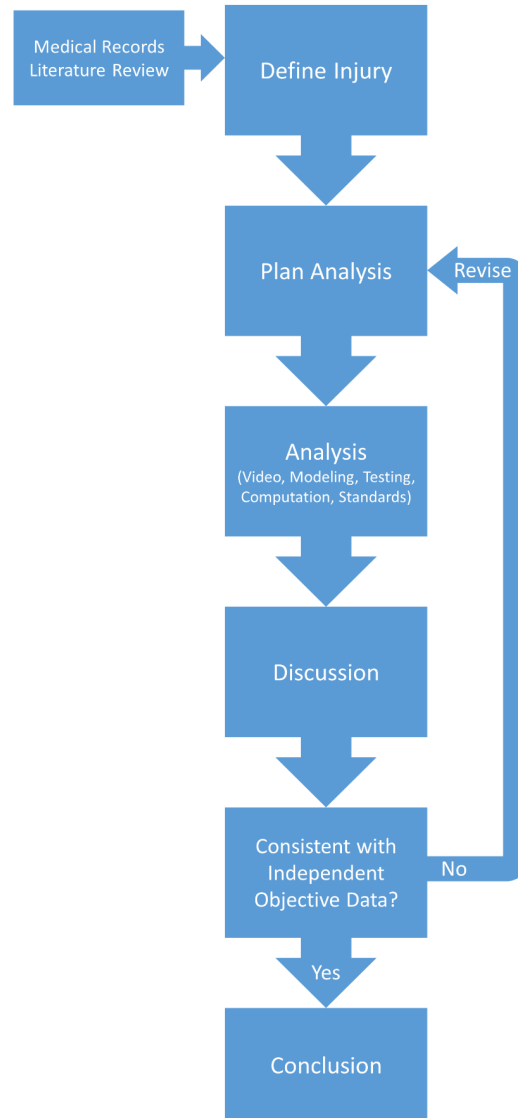 Medical Records
Literature Review
Define Injury
Plan Analysis
Revise
Analysis
(Video, Modeling, Testing,
Computation, Standards)
Discussion
Consistent with
Independent
Objective Data?
No
Yes
Conclusion